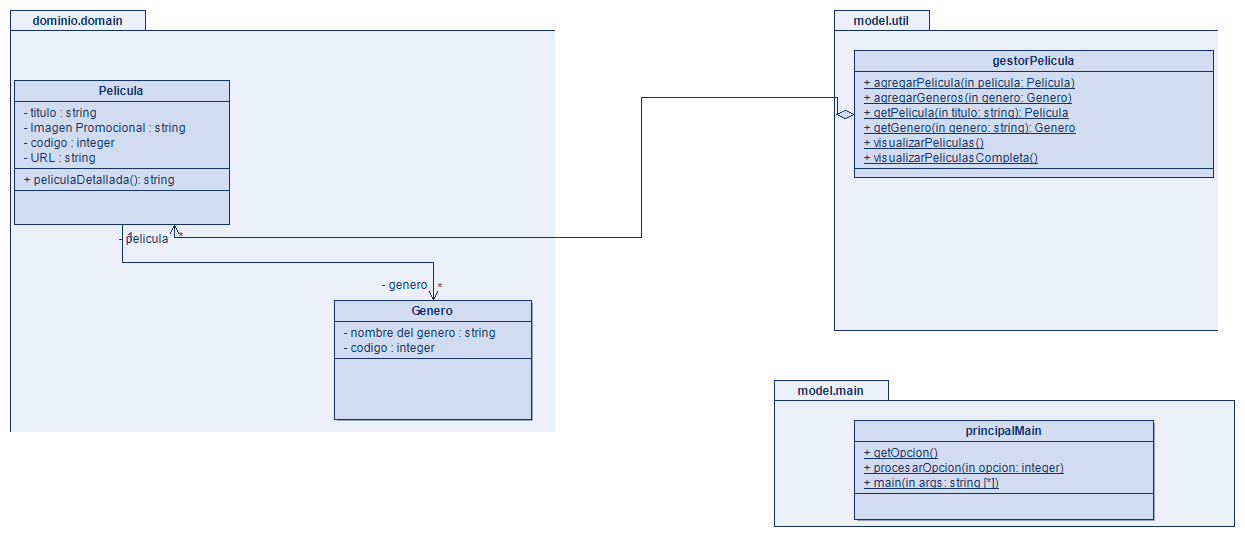 dominio.domain
Pelicula
- titulo : string
- Imagen Promocional : string
- codigo : integer
- URL : string
+ peliculaDetallada(): string
- pelicula
*
- genero
*
Genero
- nombre del genero : string
- codigo : integer
model.util
gestorPelicula
+ agregarPelicula(in pelicula: Pelicula)
+ agregarGeneros(in genero: Genero)
+ getPelicula(in titulo: string): Pelicula
+ getGenero(in genero: string): Genero
+ visualizarPeliculas()
+ visualizarPeliculasCompleta()
model.main
principalMain
+ getOpcion()
+ procesarOpcion(in opcion: integer)
+ main(in args: string [*])